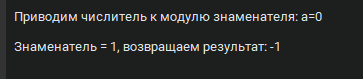 Приводим числитель к модулю знаменателя: a=0
Знаменатель = 1, возвращаем результат: -1